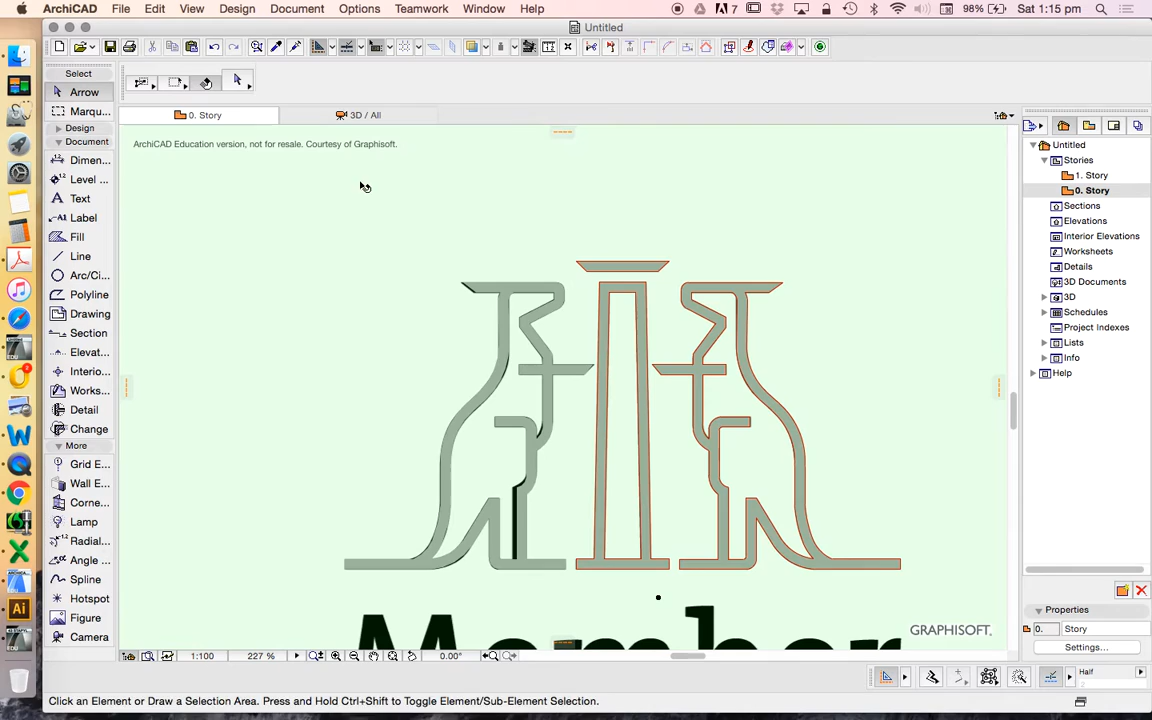 ArchiCAD File Edit View Design Document Options Teamwork Window Help 7 98% Sat 1:15 pm
Untitled
Select
Arrow
Marqu...
Design
Document
Dimen...
Level ...
Text
Label
Fill
Line
Arc/Ci...
Polyline
Drawing
Section
Elevat...
Interio...
Works...
Detail
Change
More
Grid E...
Wall E...
Corne...
Lamp
Radial...
Angle ...
Spline
Hotspot
Figure
Camera
0. Story
3D / All
ArchiCAD Education version, not for resale. Courtesy of Graphisoft.
Member
GRAPHISOFT.
1:100 227 % 0.00°
Untitled
Stories
1. Story
0. Story
Sections
Elevations
Interior Elevations
Worksheets
Details
3D Documents
3D
Schedules
Project Indexes
Lists
Info
Help
Properties
0. Story
Settings...
Half
2
Click an Element or Draw a Selection Area. Press and Hold Ctrl+Shift to Toggle Element/Sub-Element Selection.